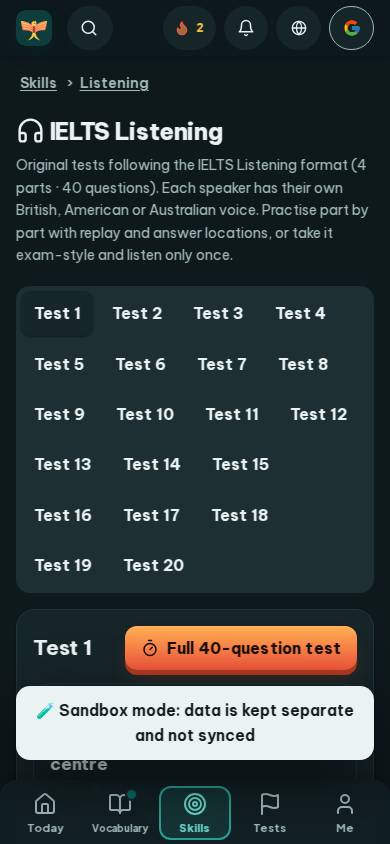 2
Skills › Listening
IELTS Listening
Original tests following the IELTS Listening format (4
parts · 40 questions). Each speaker has their own
British, American or Australian voice. Practise part by
part with replay and answer locations, or take it
exam-style and listen only once.
Test 1 Test 2 Test 3 Test 4
Test 5 Test 6 Test 7 Test 8
Test 9 Test 10 Test 11 Test 12
Test 13 Test 14 Test 15
Test 16 Test 17 Test 18
Test 19 Test 20
Test 1 Full 40-question test
🧪 Sandbox mode: data is kept separate
and not synced
centre
Today Vocabulary Skills Tests Me